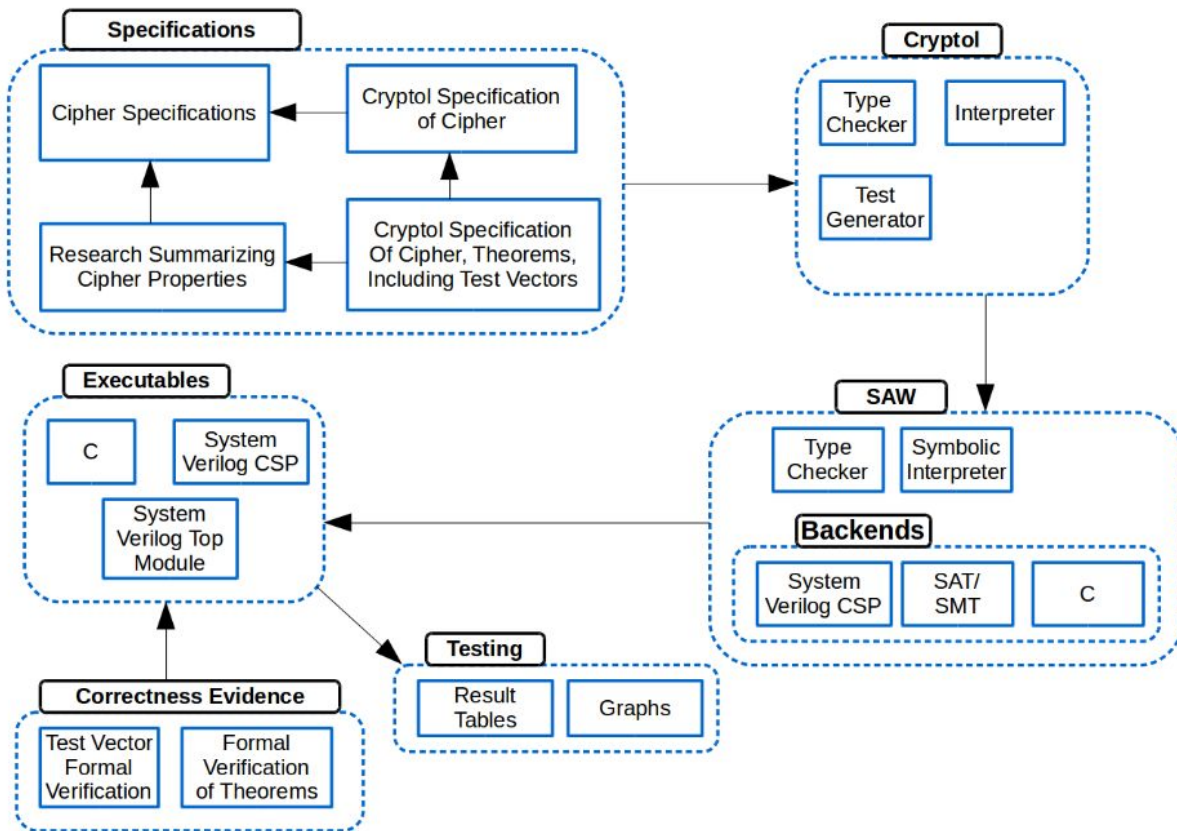 Specifications
Cipher Specifications
Cryptol Specification
of Cipher
Research Summarizing
Cipher Properties
Cryptol Specification
Of Cipher, Theorems,
Including Test Vectors
Cryptol
Type
Checker
Interpreter
Test
Generator
Executables
C
System
Verilog CSP
System
Verilog Top
Module
SAW
Type
Checker
Symbolic
Interpreter
Backends
System
Verilog CSP
SAT/
SMT
C
Testing
Result
Tables
Graphs
Correctness Evidence
Test Vector
Formal
Verification
Formal
Verification
of Theorems